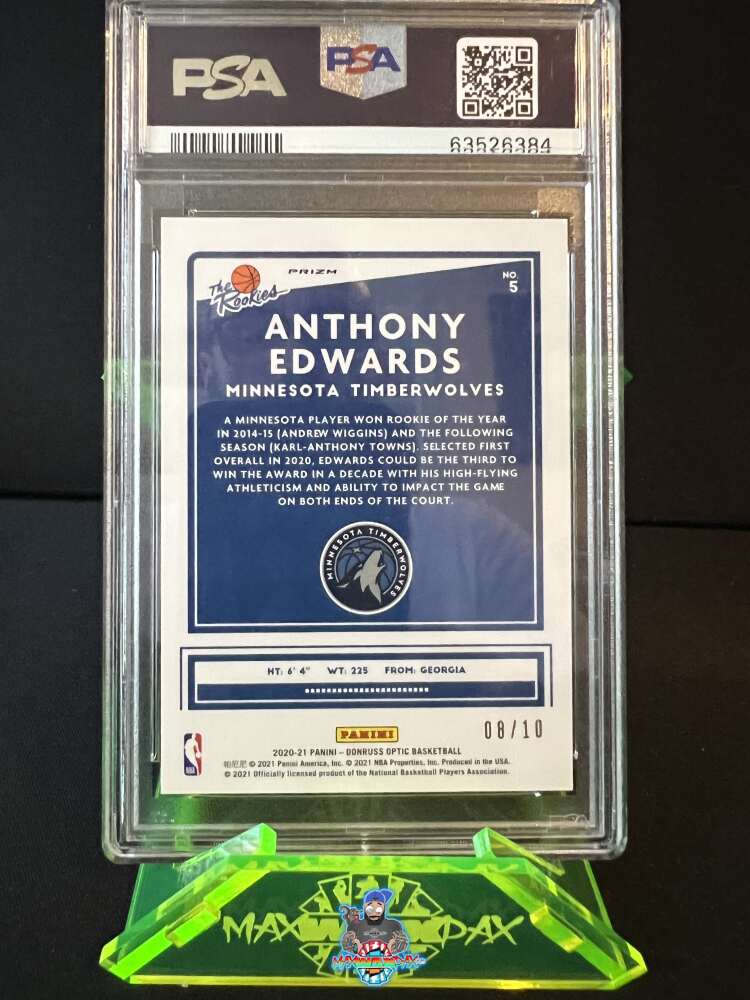 PSA
PSA
63526384
The Rookies
PRIZM
NO. 5
ANTHONY
EDWARDS
MINNESOTA TIMBERWOLVES
A MINNESOTA PLAYER WON ROOKIE OF THE YEAR
IN 2014-15 (ANDREW WIGGINS) AND THE FOLLOWING
SEASON (KARL-ANTHONY TOWNS). SELECTED FIRST
OVERALL IN 2020, EDWARDS COULD BE THE THIRD TO
WIN THE AWARD IN A DECADE WITH HIS HIGH-FLYING
ATHLETICISM AND ABILITY TO IMPACT THE GAME
ON BOTH ENDS OF THE COURT.
MINNESOTA TIMBERWOLVES
HT: 6' 4" WT: 225 FROM: GEORGIA
PANINI
08/10
NBA
2020-21 PANINI – DONRUSS OPTIC BASKETBALL
帕尼尼 © 2021 Panini America, Inc. © 2021 NBA Properties, Inc. Produced in the USA.
© 2021 Officially licensed product of the National Basketball Players Association.